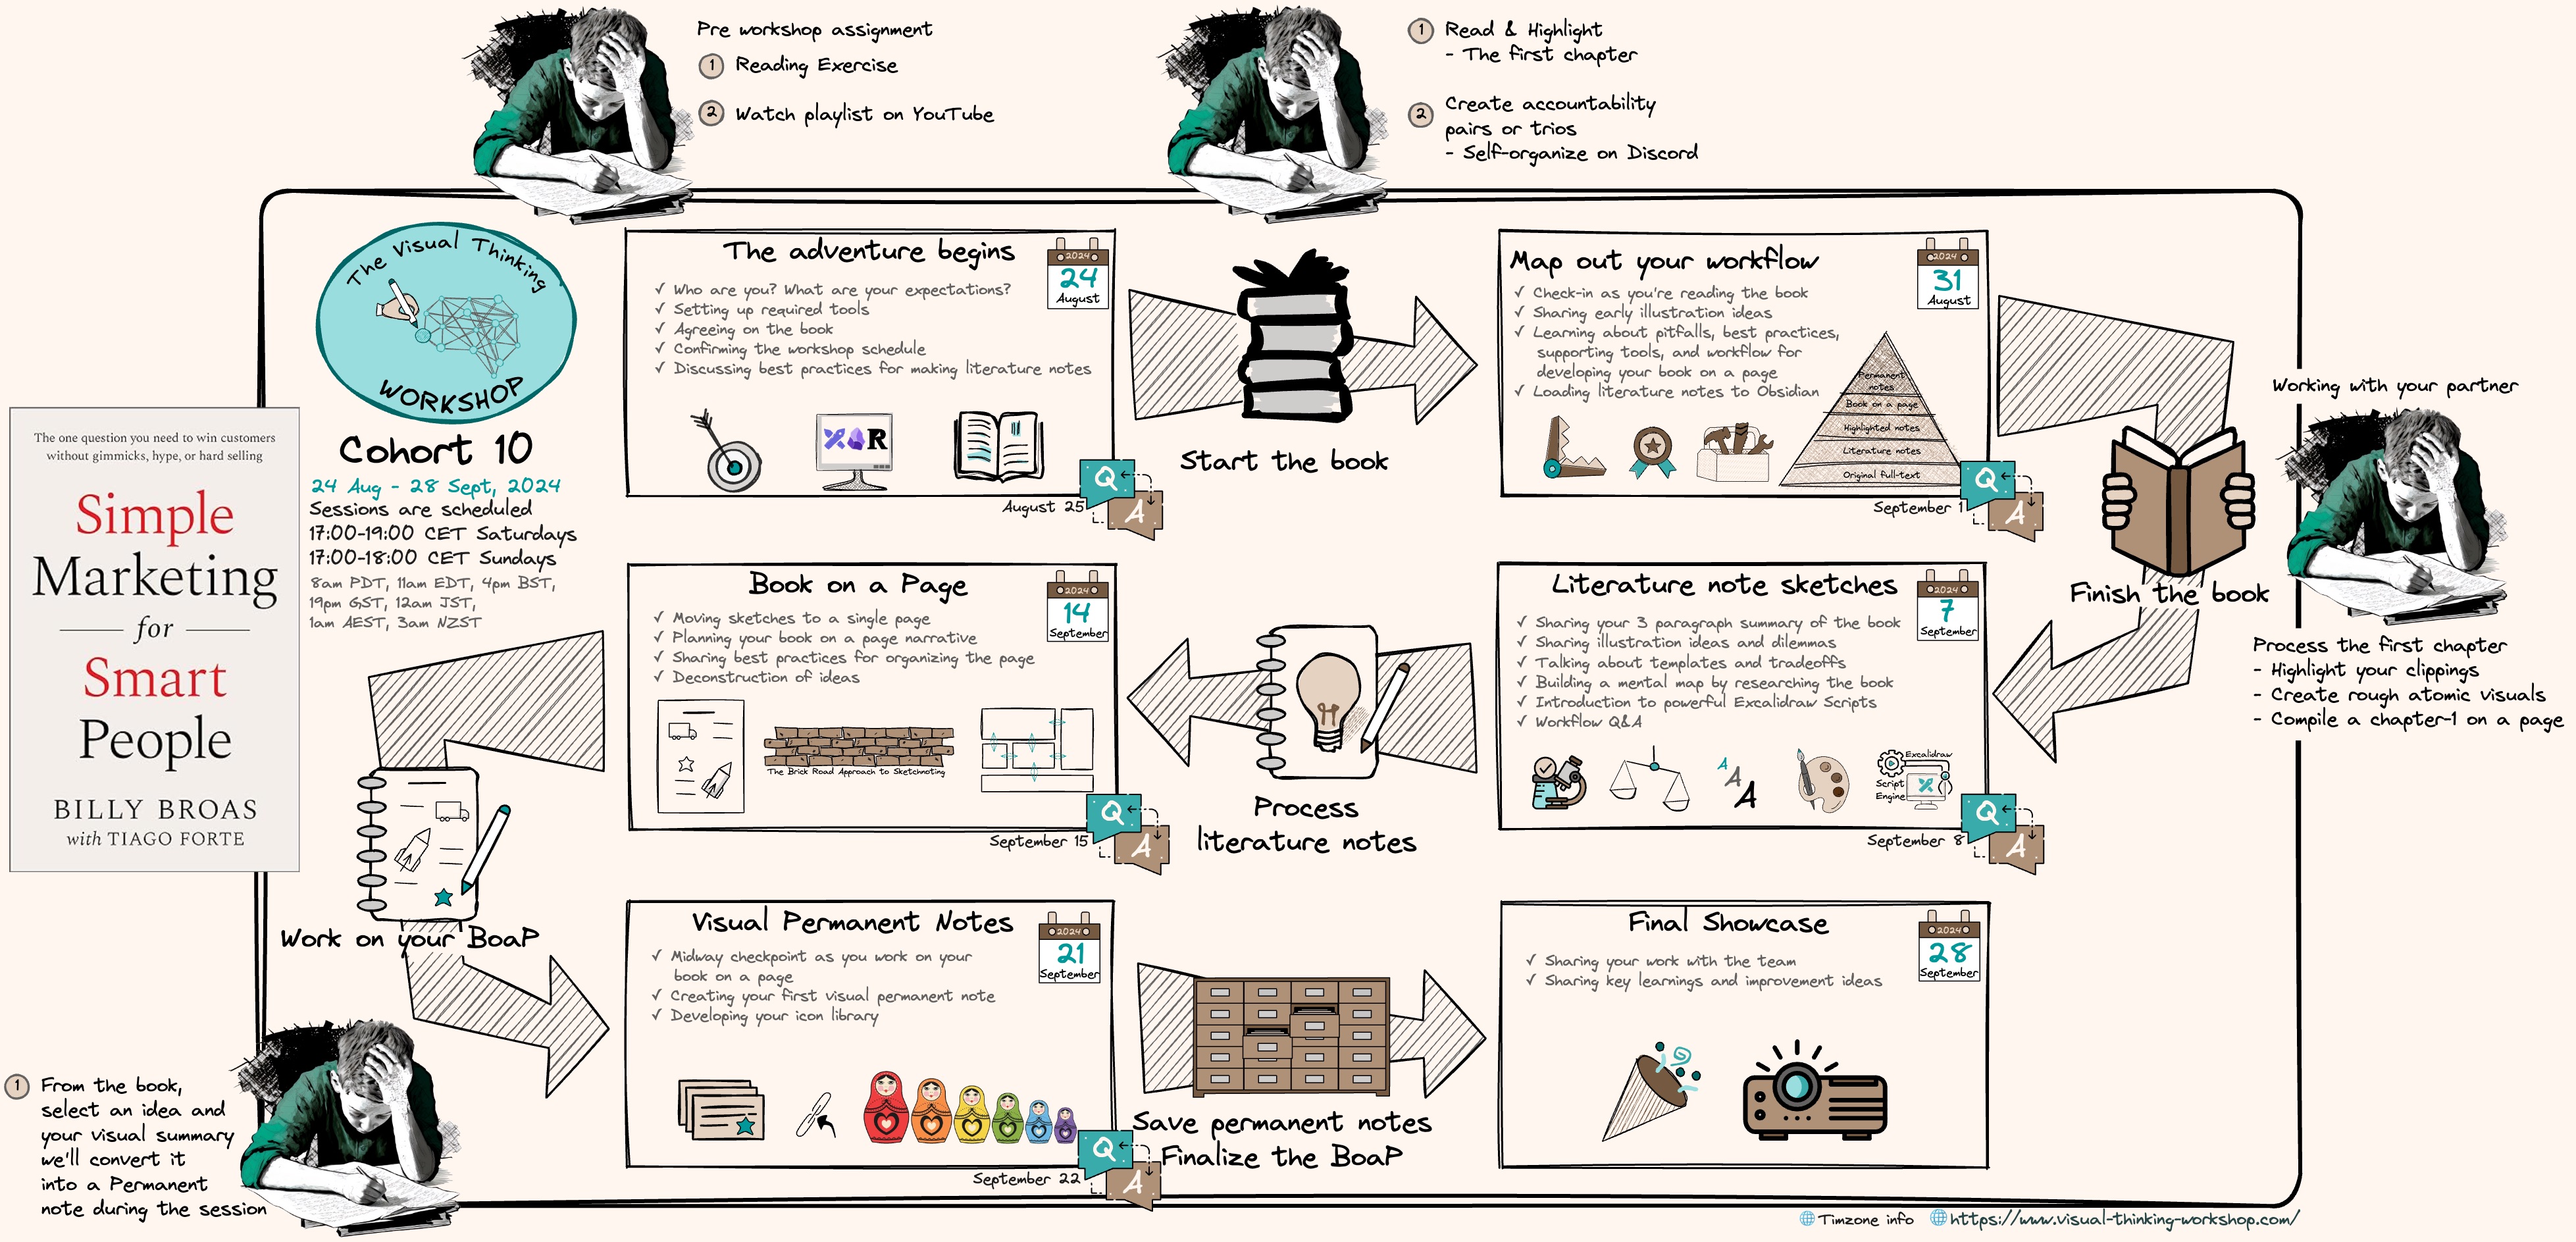 Pre workshop assignment
1 Reading Exercise
2 Watch playlist on YouTube
1 Read & Highlight
- The first chapter
2 Create accountability
pairs or trios
- Self-organize on Discord
The Visual Thinking
WORKSHOP
Cohort 10
24 Aug - 28 Sept, 2024
Sessions are scheduled
17:00-19:00 CET Saturdays
17:00-18:00 CET Sundays
8am PDT, 11am EDT, 4pm BST,
19pm GST, 12am JST,
1am AEST, 3am NZST
The one question you need to win customers
without gimmicks, hype, or hard selling
Simple
Marketing
for
Smart
People
BILLY BROAS
with TIAGO FORTE
The adventure begins
2024
24
August
✓ Who are you? What are your expectations?
✓ Setting up required tools
✓ Agreeing on the book
✓ Confirming the workshop schedule
✓ Discussing best practices for making literature notes
R
August 25
Q
A
Start the book
Map out your workflow
2024
31
August
✓ Check-in as you're reading the book
✓ Sharing early illustration ideas
✓ Learning about pitfalls, best practices,
supporting tools, and workflow for
developing your book on a page
✓ Loading literature notes to Obsidian
Permanent
notes
Book on a page
Highlighted notes
Literature notes
Original full-text
September 1
Q
A
Working with your partner
Finish the book
Process the first chapter
- Highlight your clippings
- Create rough atomic visuals
- Compile a chapter-1 on a page
Literature note sketches
2024
7
September
✓ Sharing your 3 paragraph summary of the book
✓ Sharing illustration ideas and dilemmas
✓ Talking about templates and tradeoffs
✓ Building a mental map by researching the book
✓ Introduction to powerful Excalidraw Scripts
✓ Workflow Q&A
A
A
A
Excalidraw
Script
Engine
September 8
Q
A
Process
literature notes
Book on a Page
2024
14
September
✓ Moving sketches to a single page
✓ Planning your book on a page narrative
✓ Sharing best practices for organizing the page
✓ Deconstruction of ideas
The Brick Road Approach to Sketchnoting
September 15
Q
A
Work on your BoaP
1 From the book,
select an idea and
your visual summary
we'll convert it
into a Permanent
note during the session
Visual Permanent Notes
2024
21
September
✓ Midway checkpoint as you work on your
book on a page
✓ Creating your first visual permanent note
✓ Developing your icon library
September 22
Q
A
Save permanent notes
Finalize the BoaP
Final Showcase
2024
28
September
✓ Sharing your work with the team
✓ Sharing key learnings and improvement ideas
Timzone info
https://www.visual-thinking-workshop.com/